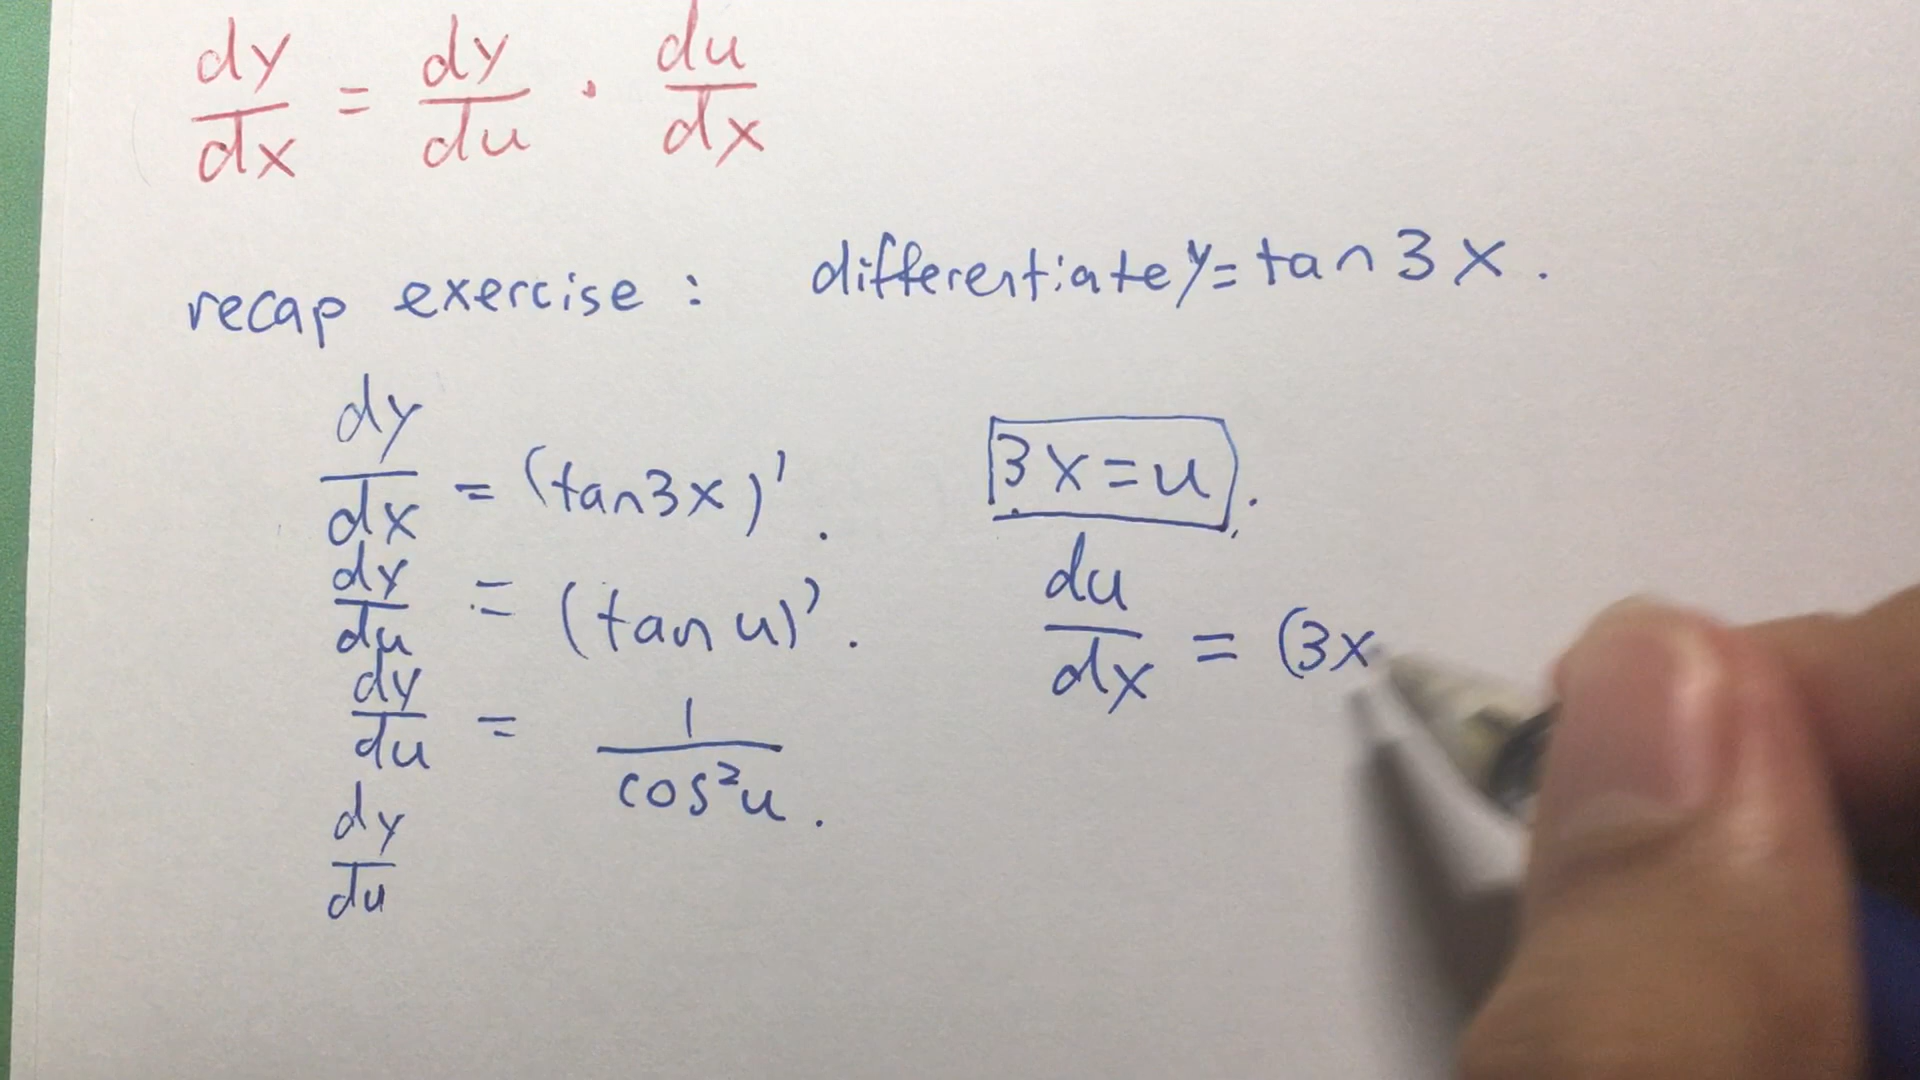 dy/dx = dy/du · du/dx
recap exercise : differentiate y = tan 3x .
dy/dx = (tan3x)' .
3x = u .
dy/du = (tan u)' .
du/dx = (3x
dy/du = 1/cos²u .
dy/du